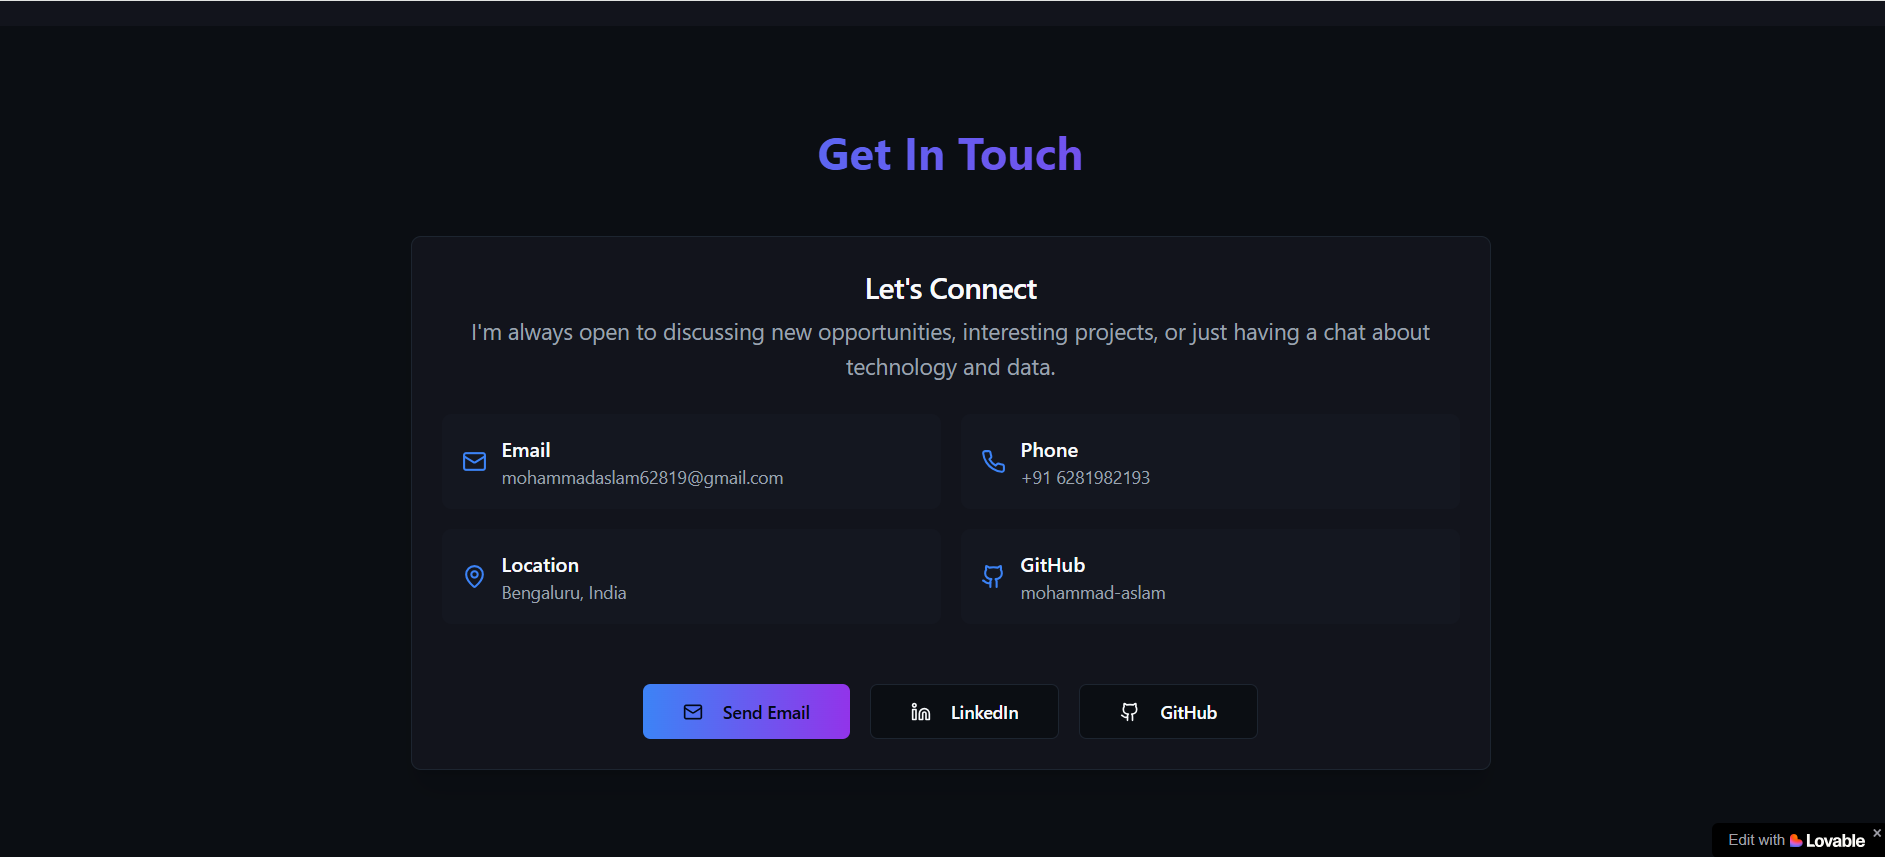 Get In Touch
Let's Connect
I'm always open to discussing new opportunities, interesting projects, or just having a chat about
technology and data.
Email
mohammadaslam62819@gmail.com
Phone
+91 6281982193
Location
Bengaluru, India
GitHub
mohammad-aslam
Send Email
LinkedIn
GitHub
Edit with Lovable